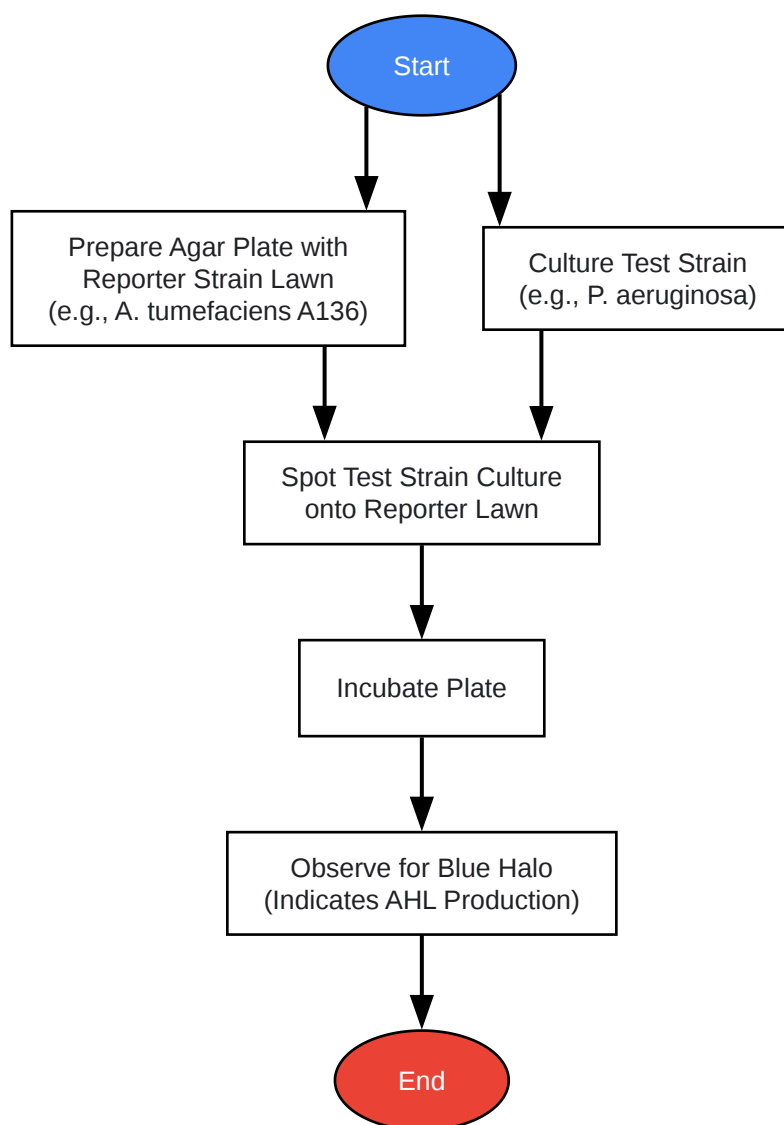 Start
Prepare Agar Plate with
Reporter Strain Lawn
(e.g., A. tumefaciens A136)
Culture Test Strain
(e.g., P. aeruginosa)
Spot Test Strain Culture
onto Reporter Lawn
Incubate Plate
Observe for Blue Halo
(Indicates AHL Production)
End